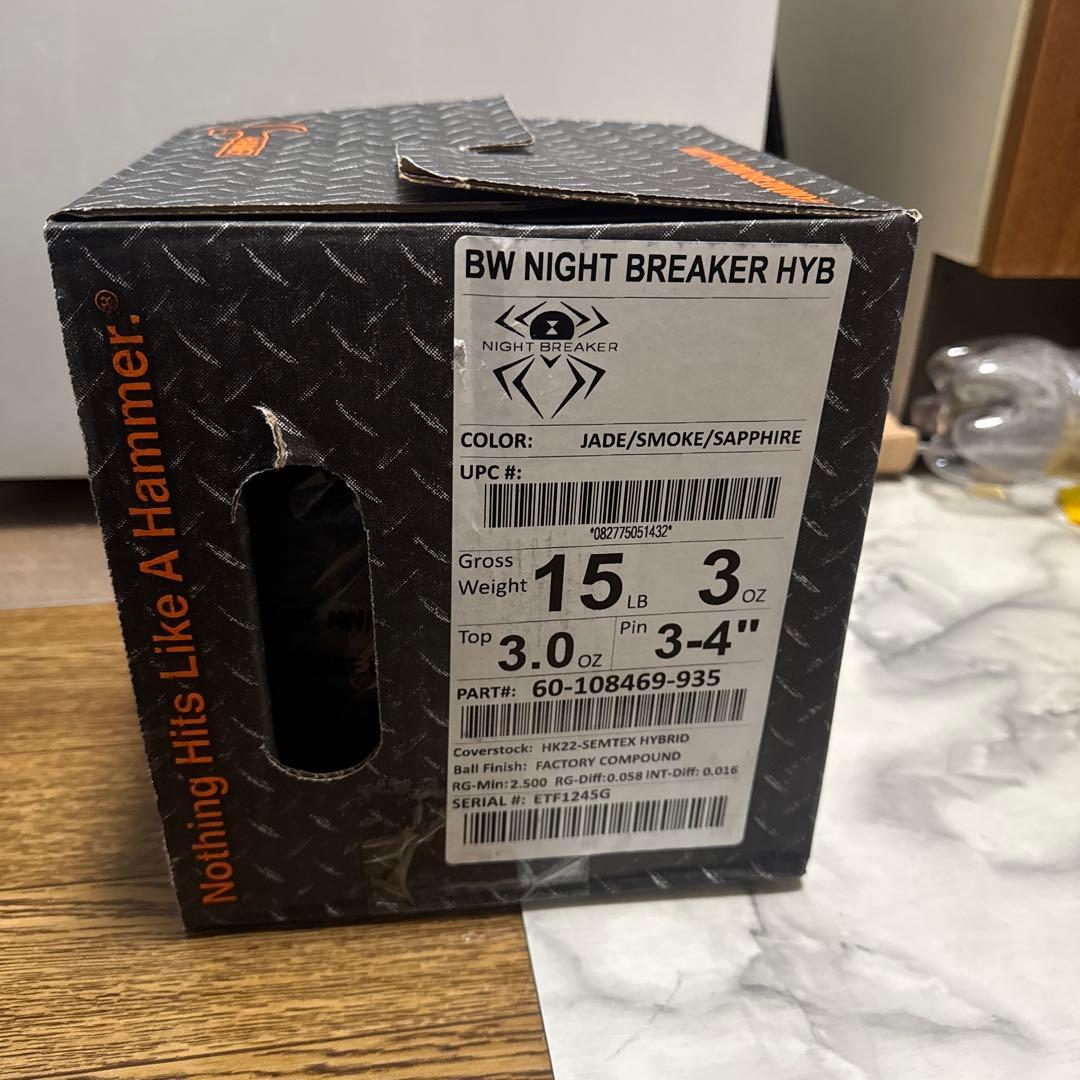 Nothing Hits Like A Hammer.®
BW NIGHT BREAKER HYB
NIGHT BREAKER
COLOR: JADE/SMOKE/SAPPHIRE
UPC #:
*082775051432*
Gross Weight 15 LB 3 OZ
Top 3.0 OZ Pin 3-4"
PART#: 60-108469-935
Coverstock: HK22-SEMTEX HYBRID
Ball Finish: FACTORY COMPOUND
RG-Min:2.500 RG-Diff:0.058 INT-Diff: 0.016
SERIAL #: ETF1245G